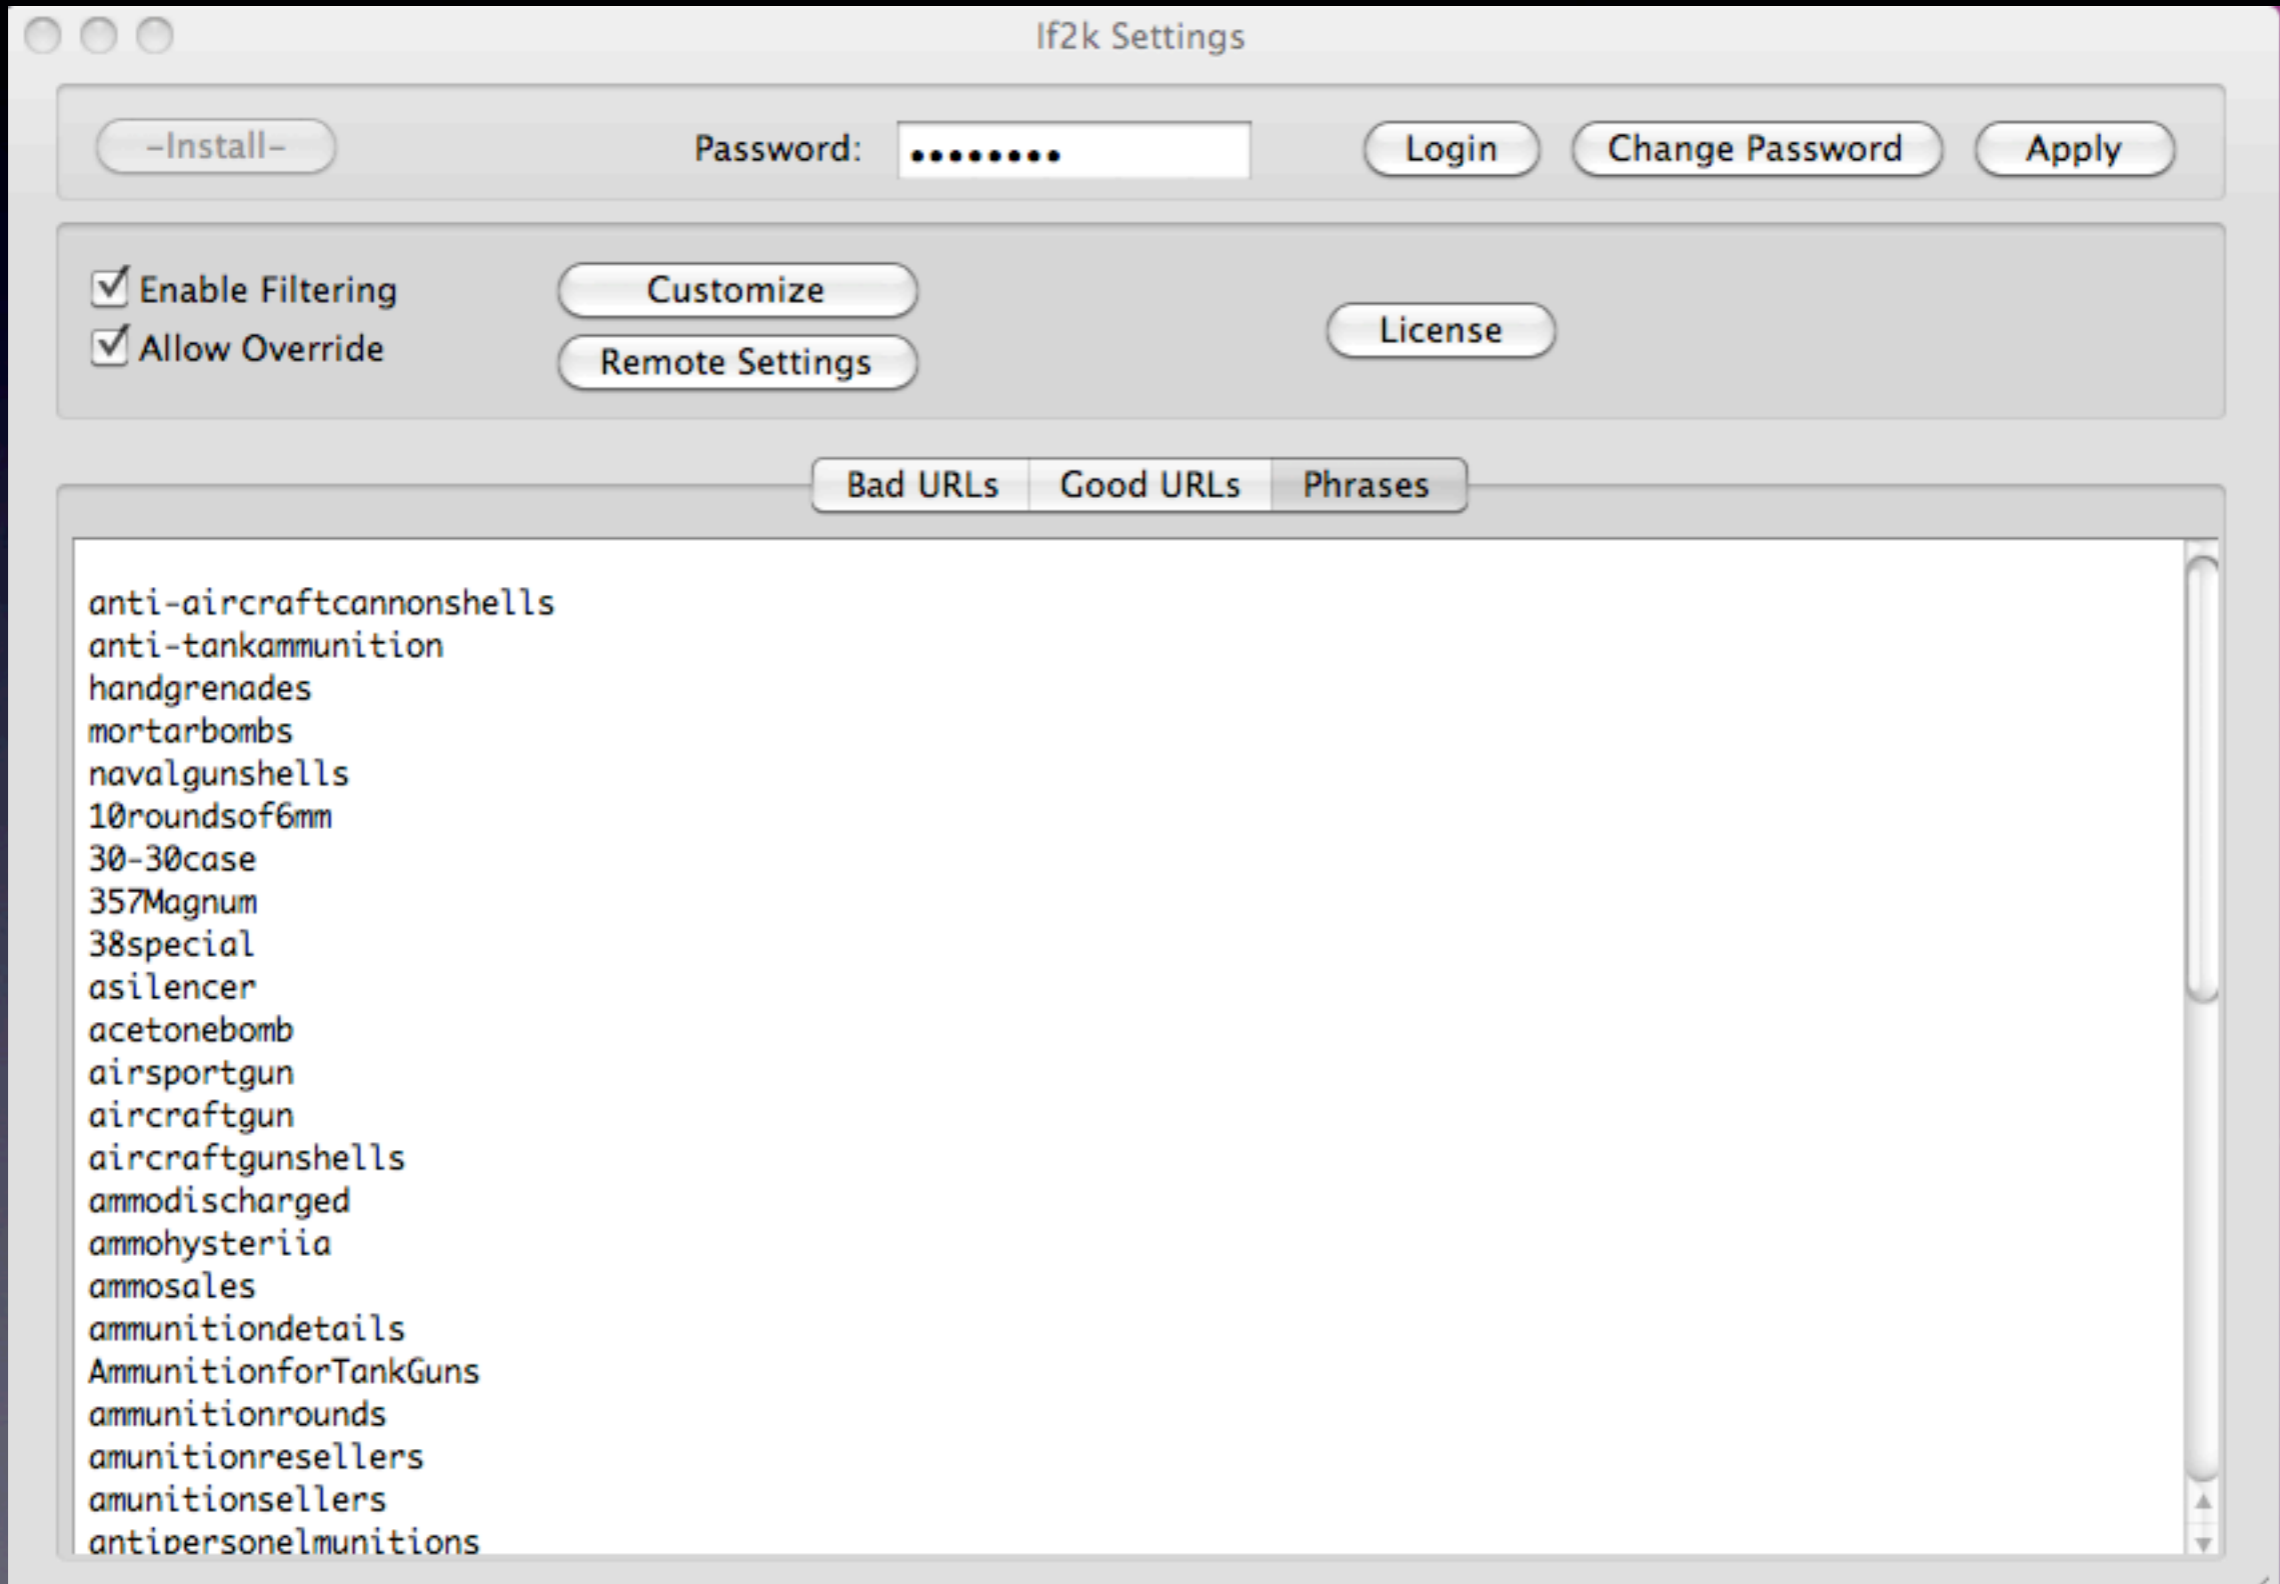 If2k Settings
-Install-
Password: ••••••••
Login
Change Password
Apply
Enable Filtering
Customize
License
Allow Override
Remote Settings
Bad URLs
Good URLs
Phrases
anti-aircraftcannonshells
anti-tankammunition
handgrenades
mortarbombs
navalgunshells
10roundsof6mm
30-30case
357Magnum
38special
asilencer
acetonebomb
airsportgun
aircraftgun
aircraftgunshells
ammodischarged
ammohysteriia
ammosales
ammunitiondetails
AmmunitionforTankGuns
ammunitionrounds
amunitionresellers
amunitionsellers
antipersonelmunitions